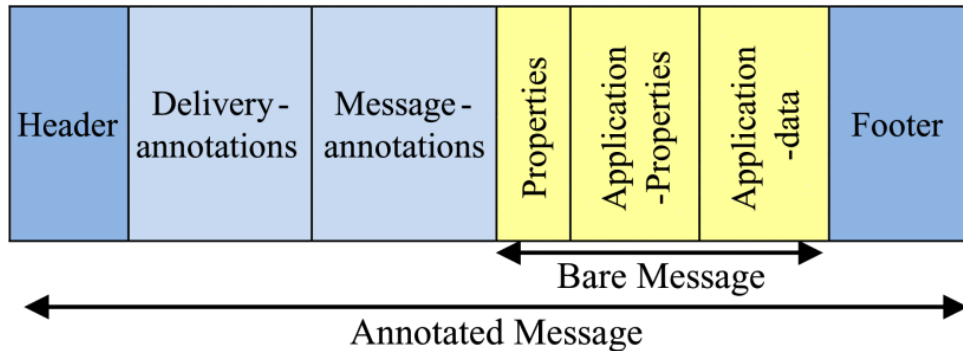 Header
Delivery-
annotations
Message-
annotations
Properties
Application
-Properties
Application
-data
Footer
Bare Message
Annotated Message